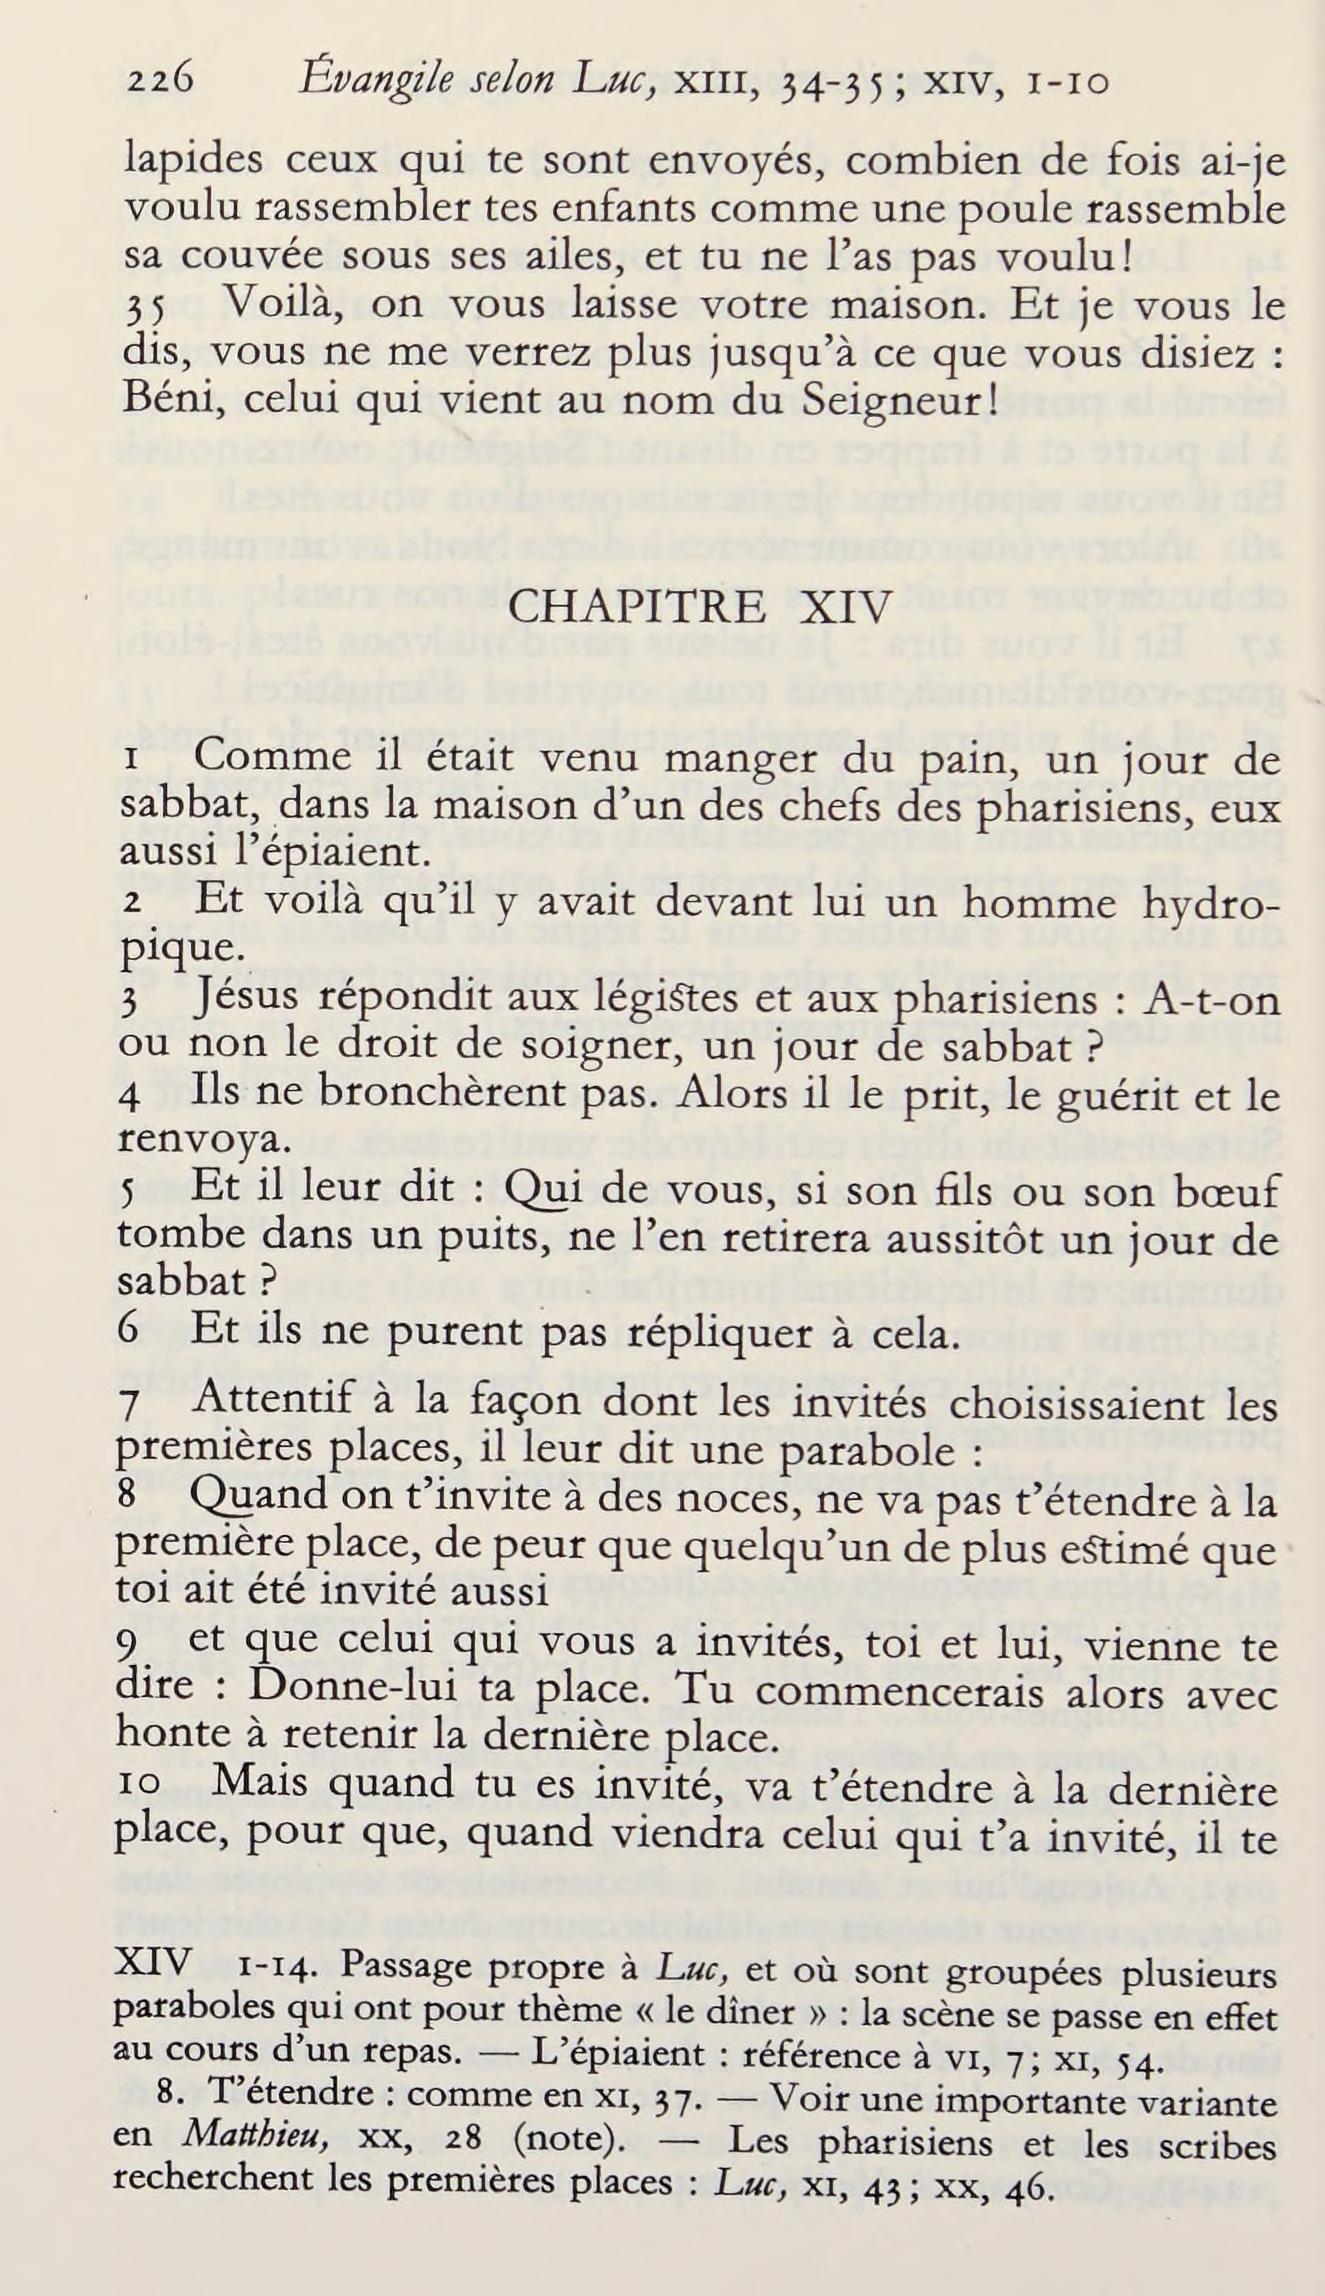 226 Évangile selon Luc, XIII, 34-35 ; XIV, 1-10
lapides ceux qui te sont envoyés, combien de fois ai-je
voulu rassembler tes enfants comme une poule rassemble
sa couvée sous ses ailes, et tu ne l’as pas voulu!
35 Voilà, on vous laisse votre maison. Et je vous le
dis, vous ne me verrez plus jusqu’à ce que vous disiez :
Béni, celui qui vient au nom du Seigneur!
CHAPITRE XIV
1 Comme il était venu manger du pain, un jour de
sabbat, dans la maison d’un des chefs des pharisiens, eux
aussi l’épiaient.
2 Et voilà qu’il y avait devant lui un homme hydro-
pique.
3 Jésus répondit aux légistes et aux pharisiens : A-t-on
ou non le droit de soigner, un jour de sabbat ?
4 Ils ne bronchèrent pas. Alors il le prit, le guérit et le
renvoya.
5 Et il leur dit : Qui de vous, si son fils ou son bœuf
tombe dans un puits, ne l’en retirera aussitôt un jour de
sabbat ?
6 Et ils ne purent pas répliquer à cela.
7 Attentif à la façon dont les invités choisissaient les
premières places, il leur dit une parabole :
8 Quand on t’invite à des noces, ne va pas t’étendre à la
première place, de peur que quelqu’un de plus estimé que
toi ait été invité aussi
9 et que celui qui vous a invités, toi et lui, vienne te
dire : Donne-lui ta place. Tu commencerais alors avec
honte à retenir la dernière place.
10 Mais quand tu es invité, va t’étendre à la dernière
place, pour que, quand viendra celui qui t’a invité, il te
XIV 1-14. Passage propre à Luc, et où sont groupées plusieurs
paraboles qui ont pour thème « le dîner » : la scène se passe en effet
au cours d’un repas. — L’épiaient : référence à VI, 7; XI, 54.
8. T’étendre : comme en XI, 37. — Voir une importante variante
en Matthieu, XX, 28 (note). — Les pharisiens et les scribes
recherchent les premières places : Luc, XI, 43 ; XX, 46.